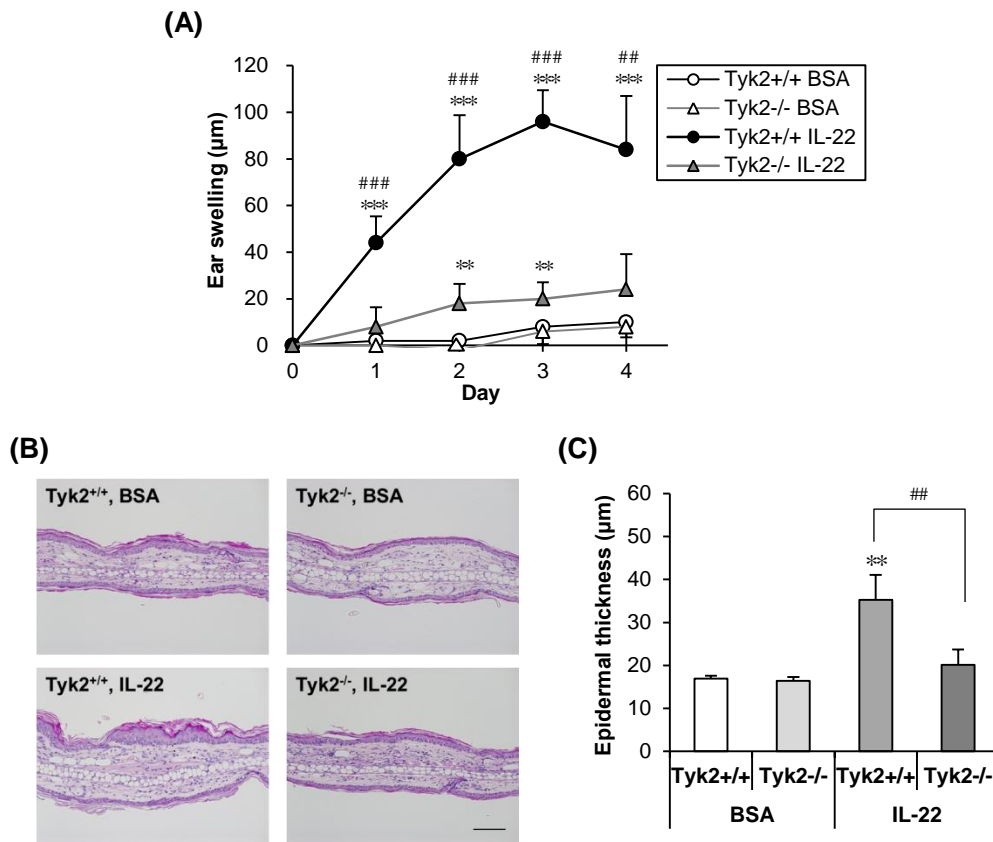 (A)
### ## 
### *** ***
120
100
80
60
40
20
0
Ear swelling (μm)
###
***
###
***
** **
0 1 2 3 4
Day
Tyk2+/+ BSA
Tyk2-/- BSA
Tyk2+/+ IL-22
Tyk2-/- IL-22
(B)
Tyk2+/+, BSA
Tyk2-/-, BSA
Tyk2+/+, IL-22
Tyk2-/-, IL-22
(C)
60
50
40
30
20
10
0
Epidermal thickness (μm)
##
**
Tyk2+/+ Tyk2-/- Tyk2+/+ Tyk2-/-
BSA IL-22